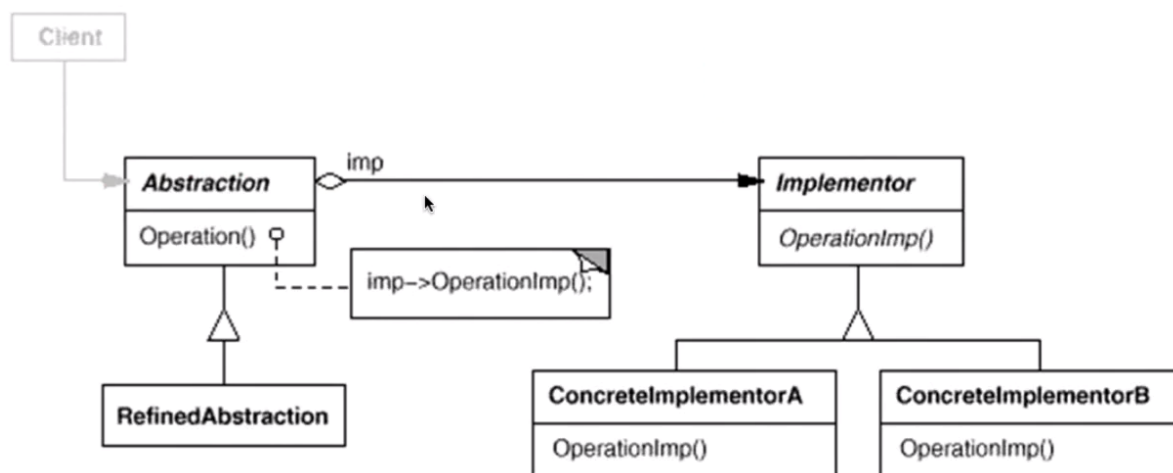 Client
imp
Abstraction
Implementor
Operation()
OperationImp()
imp->OperationImp();
RefinedAbstraction
ConcreteImplementorA
ConcreteImplementorB
OperationImp()
OperationImp()